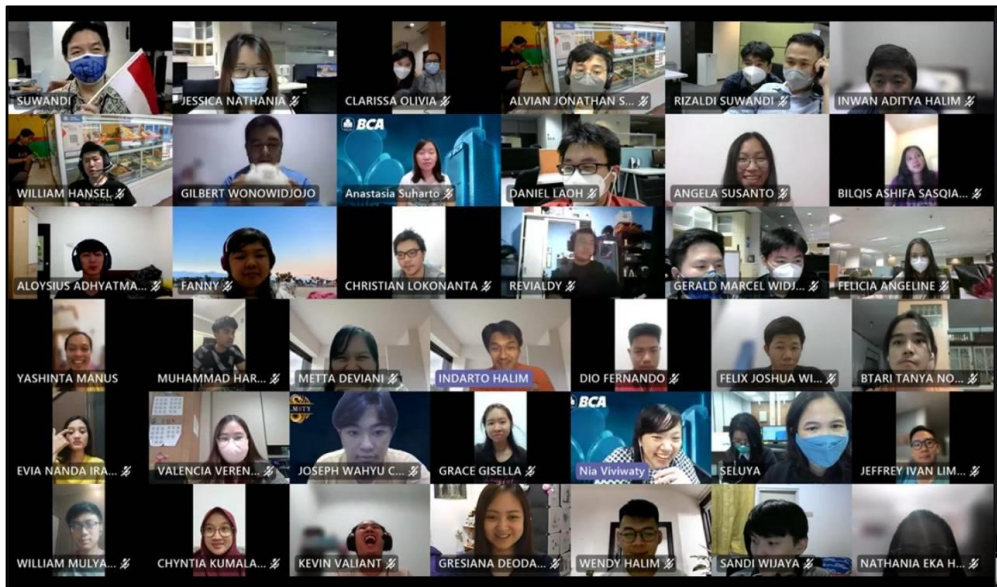 SUWANDI
JESSICA NATHANIA
CLARISSA OLIVIA
ALVIAN JONATHAN S...
RIZALDI SUWANDI
INWAN ADITYA HALIM
WILLIAM HANSEL
GILBERT WONOWIDJOJO
BCA
Anastasia Suharto
DANIEL LAOH
ANGELA SUSANTO
BILQIS ASHIFA SASQIA...
ALOYSIUS ADHYATMA...
FANNY
CHRISTIAN LOKONANTA
REVIALDY
GERALD MARCEL WIDJ...
FELICIA ANGELINE
YASHINTA MANUS
MUHAMMAD HAR...
METTA DEVIANI
INDARTO HALIM
DIO FERNANDO
FELIX JOSHUA WI...
BTARI TANYA NO...
EVIA NANDA IRA...
VALENCIA VEREN...
JOSEPH WAHYU C...
GRACE GISELLA
BCA
Nia Viviwaty
SELUYA
JEFFREY IVAN LIM...
WILLIAM MULYA...
CHYNTIA KUMALA...
KEVIN VALIANT
GRESIANA DEODA...
WENDY HALIM
SANDI WIJAYA
NATHANIA EKA H...